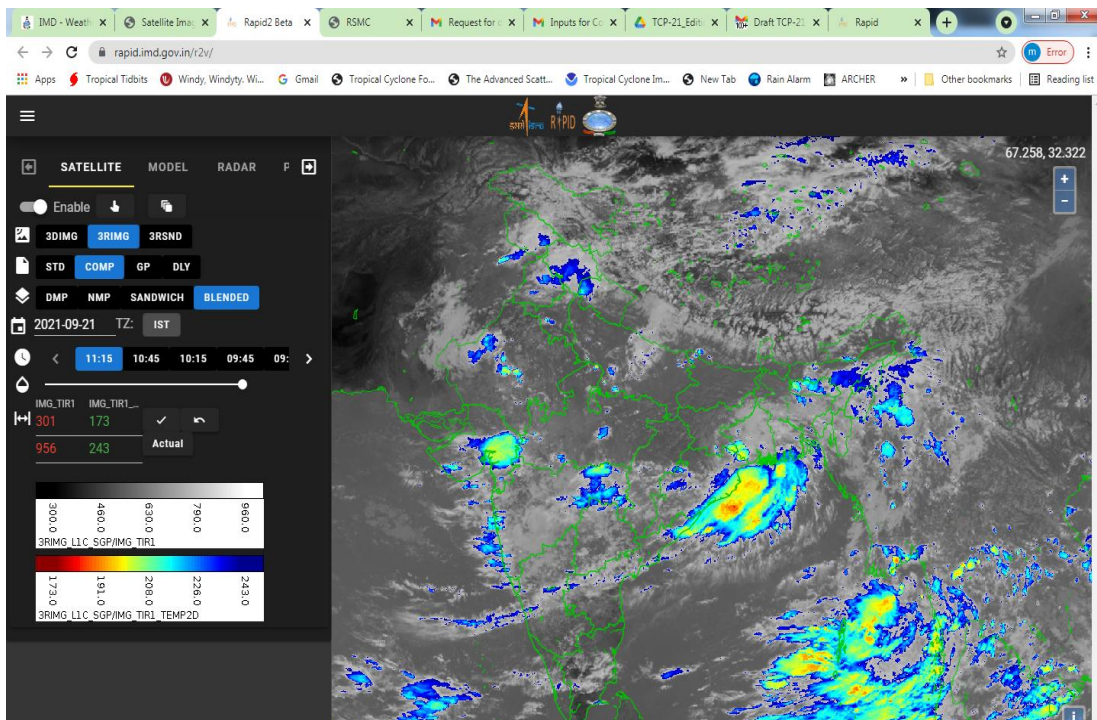 IMD - Weath
Satellite Imag
Rapid2 Beta
RSMC
Request for c
Inputs for Co
TCP-21_Editi
Draft TCP-21
Rapid
rapid.imd.gov.in/r2v/
m Error
Apps Tropical Tidbits Windy, Windyty. Wi... Gmail Tropical Cyclone Fo... The Advanced Scatt... Tropical Cyclone Im... New Tab Rain Alarm ARCHER » Other bookmarks Reading list
RAPID
67.258, 32.322
+
−
SATELLITE MODEL RADAR P
Enable
3DIMG 3RIMG 3RSND
STD COMP GP DLY
DMP NMP SANDWICH BLENDED
2021-09-21 TZ: IST
11:15 10:45 10:15 09:45 09:
IMG_TIR1 IMG_TIR1_...
301 173
956 243
Actual
300.0 460.0 630.0 790.0 960.0
3RIMG_L1C_SGP/IMG_TIR1
173.0 191.0 208.0 226.0 243.0
3RIMG_L1C_SGP/IMG_TIR1_TEMP2D
i